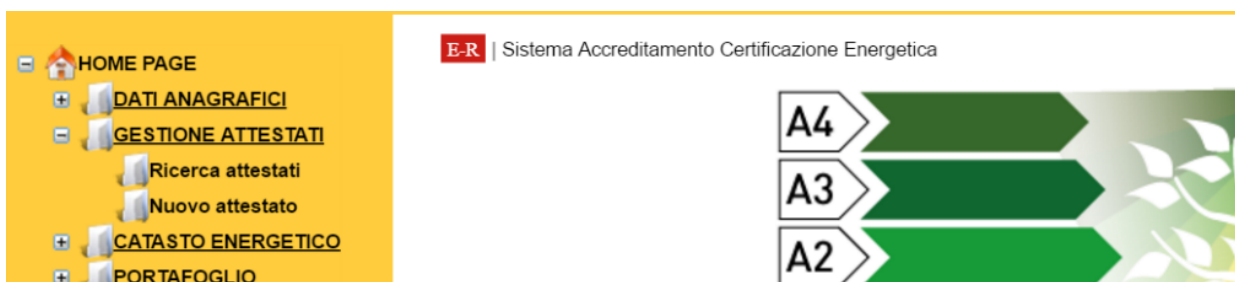 HOME PAGE
DATI ANAGRAFICI
GESTIONE ATTESTATI
Ricerca attestati
Nuovo attestato
CATASTO ENERGETICO
PORTAFOGLIO
E-R | Sistema Accreditamento Certificazione Energetica
A4
A3
A2